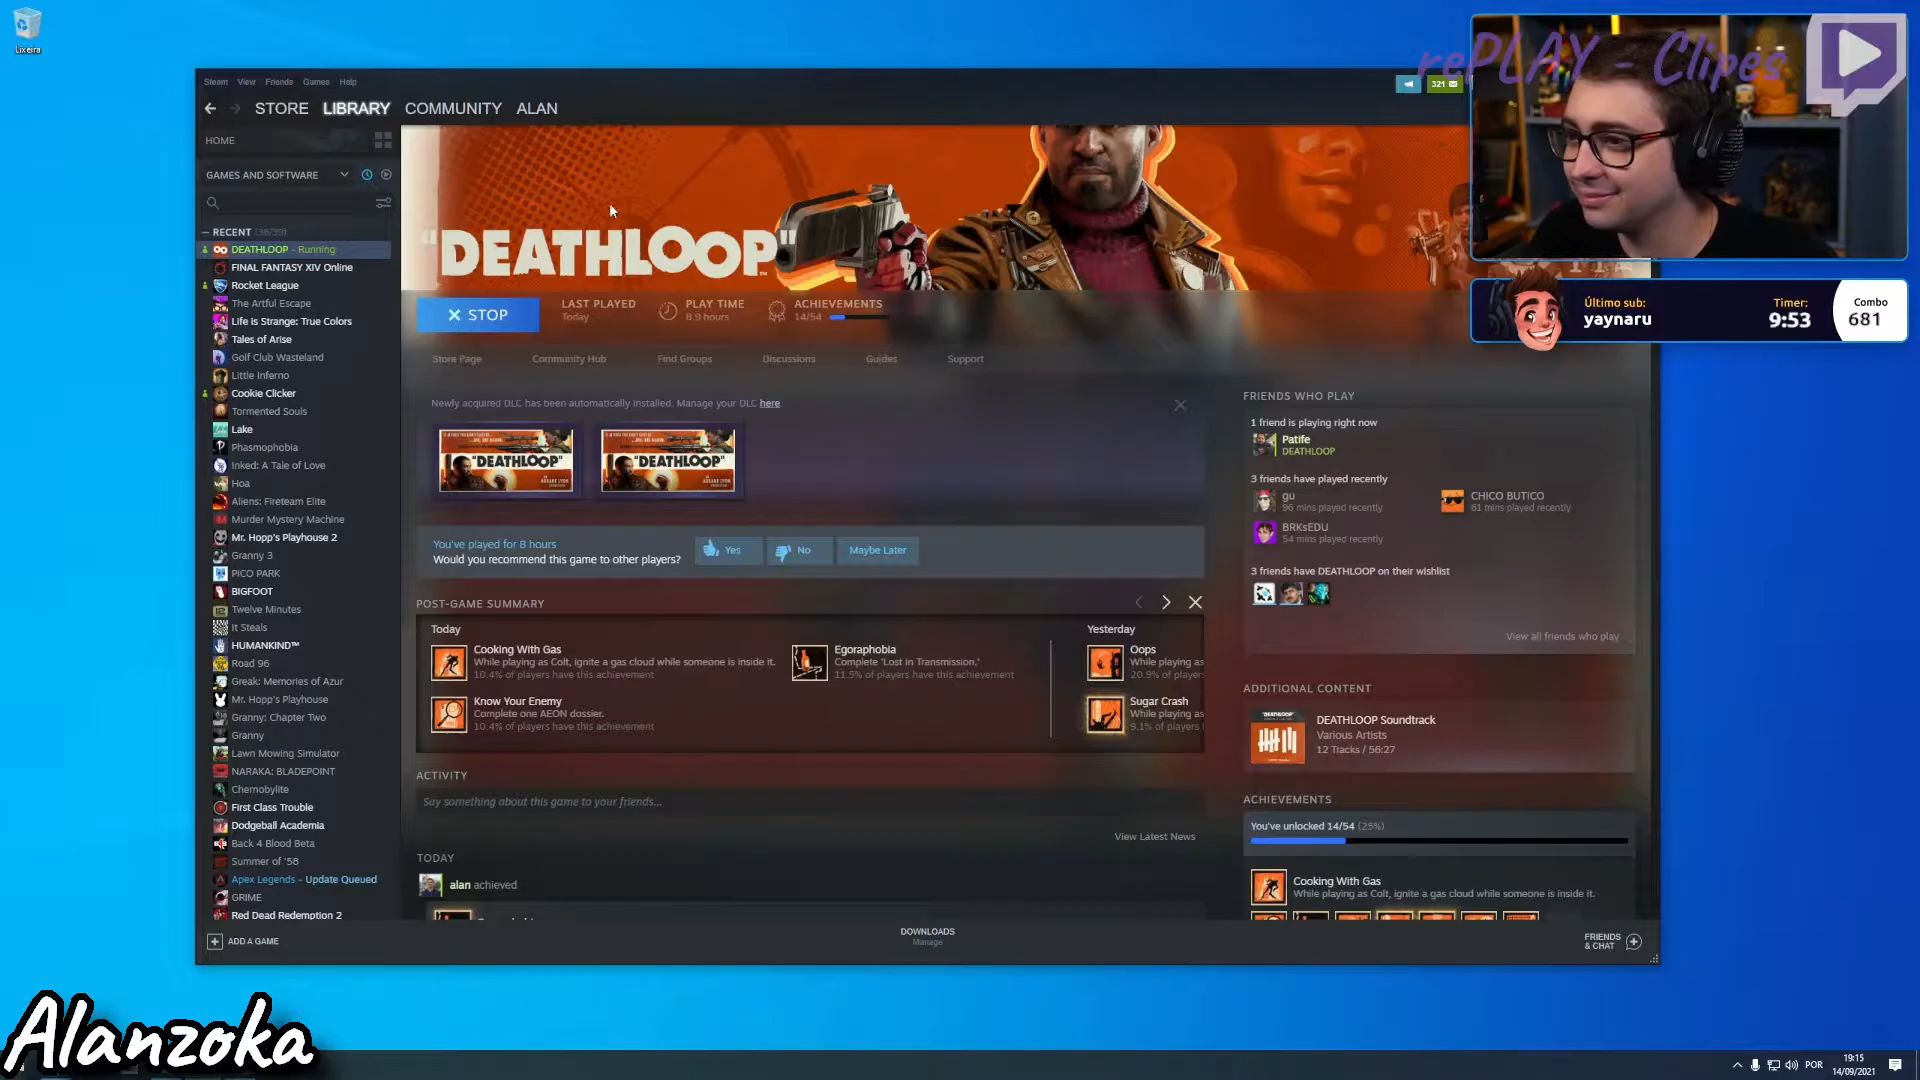 Lixeira
rePLAY - Clipes
Steam View Friends Games Help
321
STORE LIBRARY COMMUNITY ALAN
HOME
GAMES AND SOFTWARE
RECENT (38/39)
DEATHLOOP - Running
FINAL FANTASY XIV Online
Rocket League
The Artful Escape
Life is Strange: True Colors
Tales of Arise
Golf Club Wasteland
Little Inferno
Cookie Clicker
Tormented Souls
Lake
Phasmophobia
Inked: A Tale of Love
Hoa
Aliens: Fireteam Elite
Murder Mystery Machine
Mr. Hopp's Playhouse 2
Granny 3
PICO PARK
BIGFOOT
Twelve Minutes
It Steals
HUMANKIND™
Road 96
Greak: Memories of Azur
Mr. Hopp's Playhouse
Granny: Chapter Two
Granny
Lawn Mowing Simulator
NARAKA: BLADEPOINT
Chernobylite
First Class Trouble
Dodgeball Academia
Back 4 Blood Beta
Summer of '58
Apex Legends - Update Queued
GRIME
Red Dead Redemption 2
ADD A GAME
"DEATHLOOP"
STOP
LAST PLAYED
Today
PLAY TIME
8.9 hours
ACHIEVEMENTS
14/54
Store Page Community Hub Find Groups Discussions Guides Support
Newly acquired DLC has been automatically installed. Manage your DLC here
"DEATHLOOP"
"DEATHLOOP"
You've played for 8 hours
Would you recommend this game to other players?
Yes No Maybe Later
POST-GAME SUMMARY
Today
Cooking With Gas
While playing as Colt, ignite a gas cloud while someone is inside it.
10.4% of players have this achievement
Know Your Enemy
Complete one AEON dossier.
10.4% of players have this achievement
Egoraphobia
Complete 'Lost in Transmission.'
11.5% of players have this achievement
Yesterday
Oops
While playing as
20.9% of players
Sugar Crash
While playing as
9.1% of players
ACTIVITY
Say something about this game to your friends...
View Latest News
TODAY
alan achieved
FRIENDS WHO PLAY
1 friend is playing right now
Patife
DEATHLOOP
3 friends have played recently
gu
96 mins played recently
CHICO BUTICO
61 mins played recently
BRKsEDU
54 mins played recently
3 friends have DEATHLOOP on their wishlist
View all friends who play
ADDITIONAL CONTENT
DEATHLOOP Soundtrack
Various Artists
12 Tracks / 56:27
ACHIEVEMENTS
You've unlocked 14/54 (25%)
Cooking With Gas
While playing as Colt, ignite a gas cloud while someone is inside it.
DOWNLOADS
Manage
FRIENDS
& CHAT
Último sub:
yaynaru
Timer:
9:53
Combo
681
Alanzoka
POR
19:15
14/09/2021